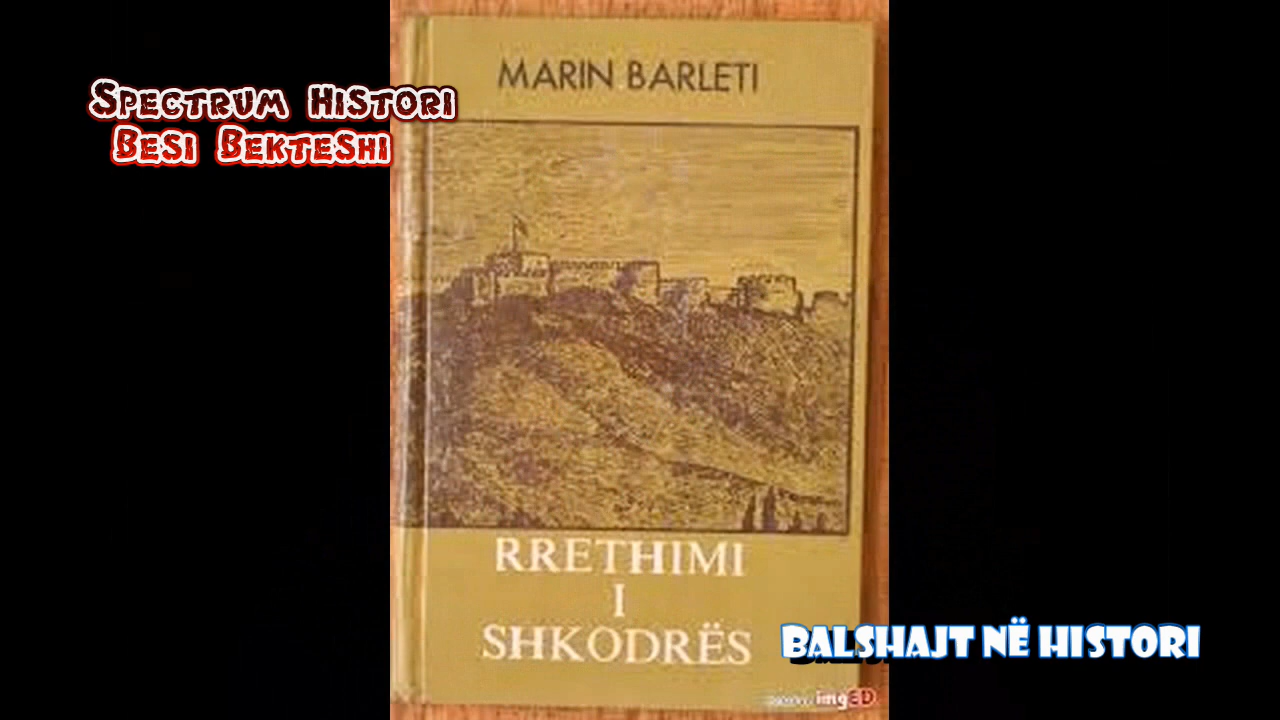 MARIN BARLETI
SPECTRUM HISTORI
BESI BEKTESHI
RRETHIMI
I
SHKODRËS
BALSHAJT NË HISTORI
imgED